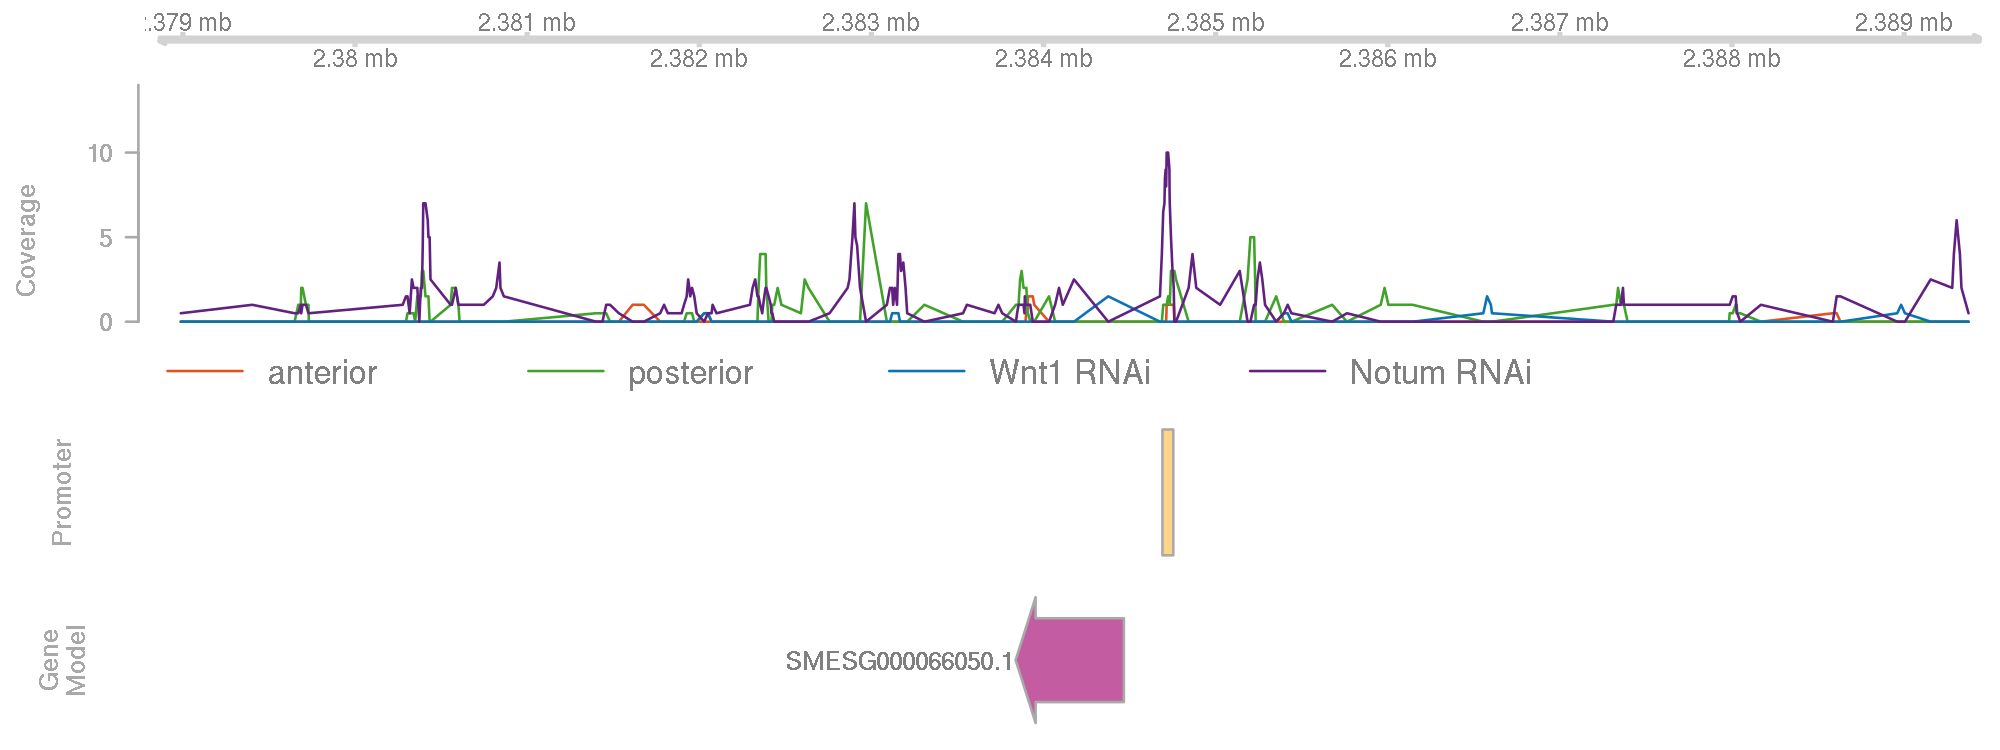 .379 mb 2.381 mb 2.383 mb 2.385 mb 2.387 mb 2.389 mb
2.38 mb 2.382 mb 2.384 mb 2.386 mb 2.388 mb
Coverage
10
5
0
anterior posterior Wnt1 RNAi Notum RNAi
Promoter
Gene
Model
SMESG000066050.1